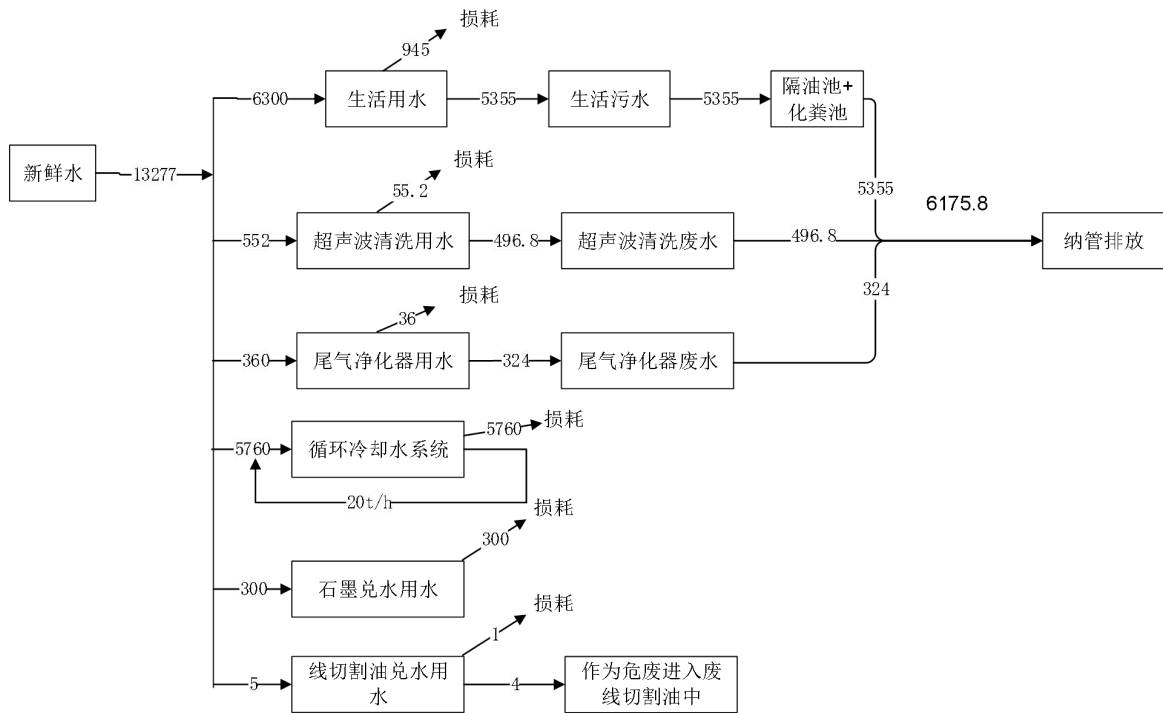 损耗
945
6300
生活用水
5355
生活污水
5355
隔油池+
化粪池
新鲜水
13277
损耗
55.2
5355
6175.8
552
超声波清洗用水
496.8
超声波清洗废水
496.8
纳管排放
损耗
36
324
360
尾气净化器用水
324
尾气净化器废水
损耗
5760
5760
循环冷却水系统
20t/h
损耗
300
300
石墨兑水用水
损耗
1
5
线切割油兑水用
水
4
作为危废进入废
线切割油中